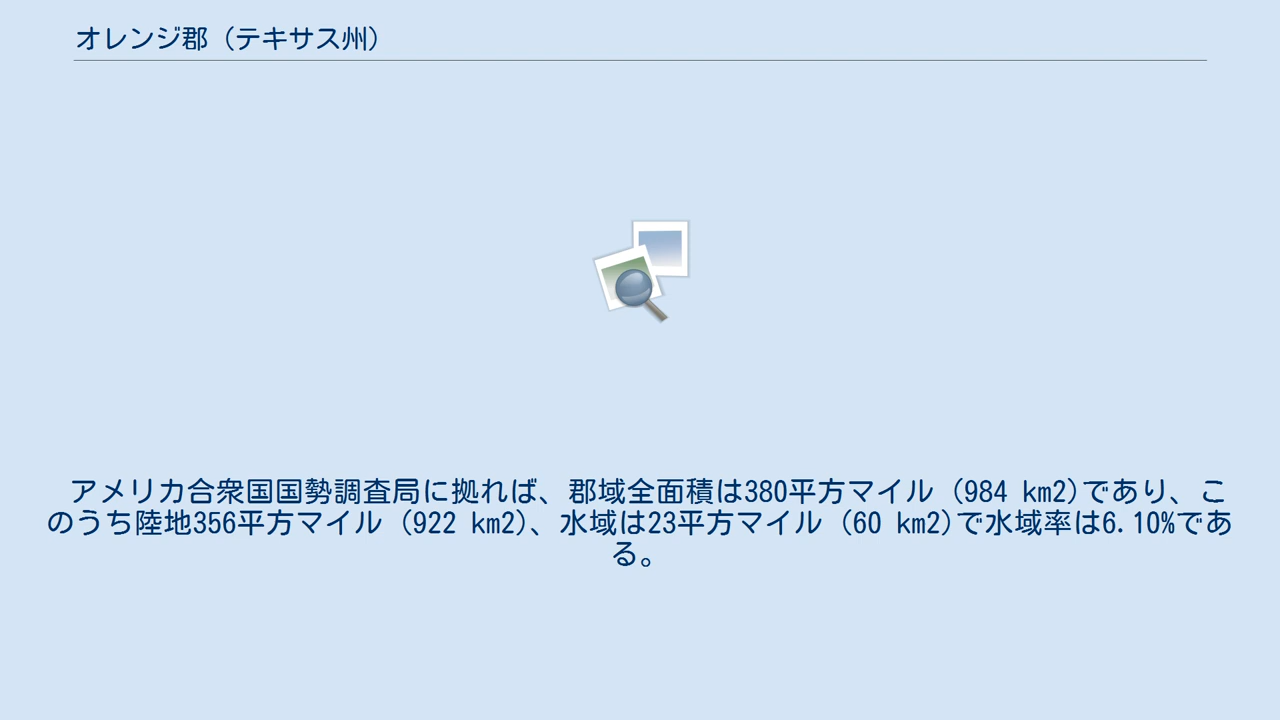 オレンジ郡 (テキサス州)
アメリカ合衆国国勢調査局に拠れば、郡域全面積は380平方マイル (984 km2)であり、こ
のうち陸地356平方マイル (922 km2)、水域は23平方マイル (60 km2)で水域率は6.10%であ
る。